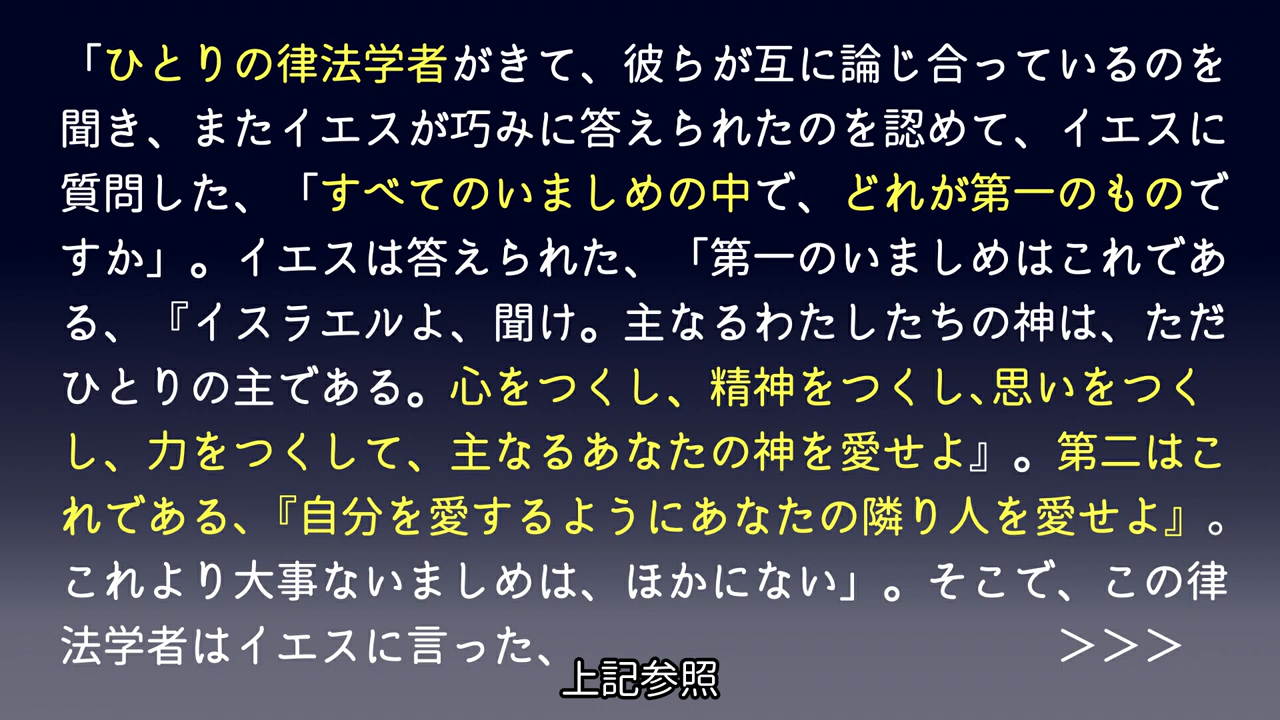 「ひとりの律法学者がきて、彼らが互に論じ合っているのを
聞き、またイエスが巧みに答えられたのを認めて、イエスに
質問した、「すべてのいましめの中で、どれが第一のもので
すか」。イエスは答えられた、「第一のいましめはこれであ
る、『イスラエルよ、聞け。主なるわたしたちの神は、ただ
ひとりの主である。心をつくし、精神をつくし､思いをつく
し、力をつくして、主なるあなたの神を愛せよ』。第二はこ
れである、『自分を愛するようにあなたの隣り人を愛せよ』。
これより大事ないましめは、ほかにない」。そこで、この律
法学者はイエスに言った、 >>>
上記参照